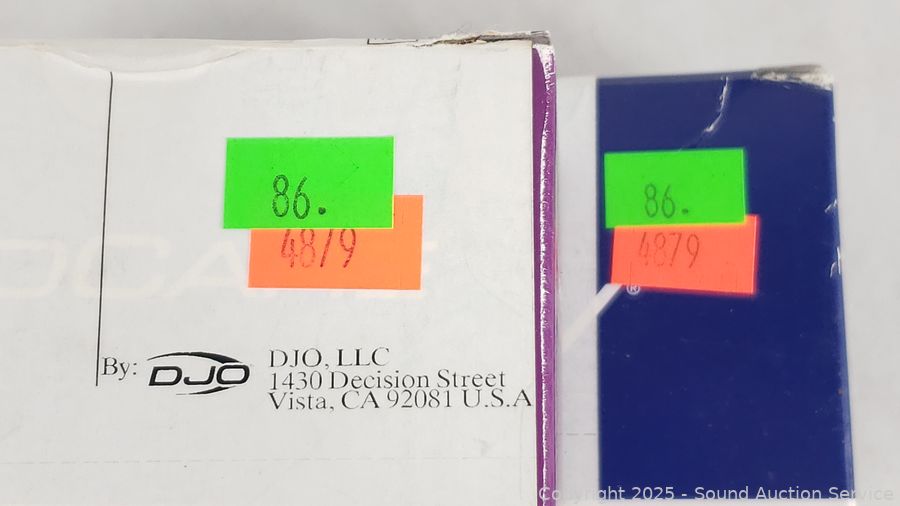 86.
4879
By: DJO
DJO, LLC
1430 Decision Street
Vista, CA 92081 U.S.A
86.
4879
®
Copyright 2025 - Sound Auction Service